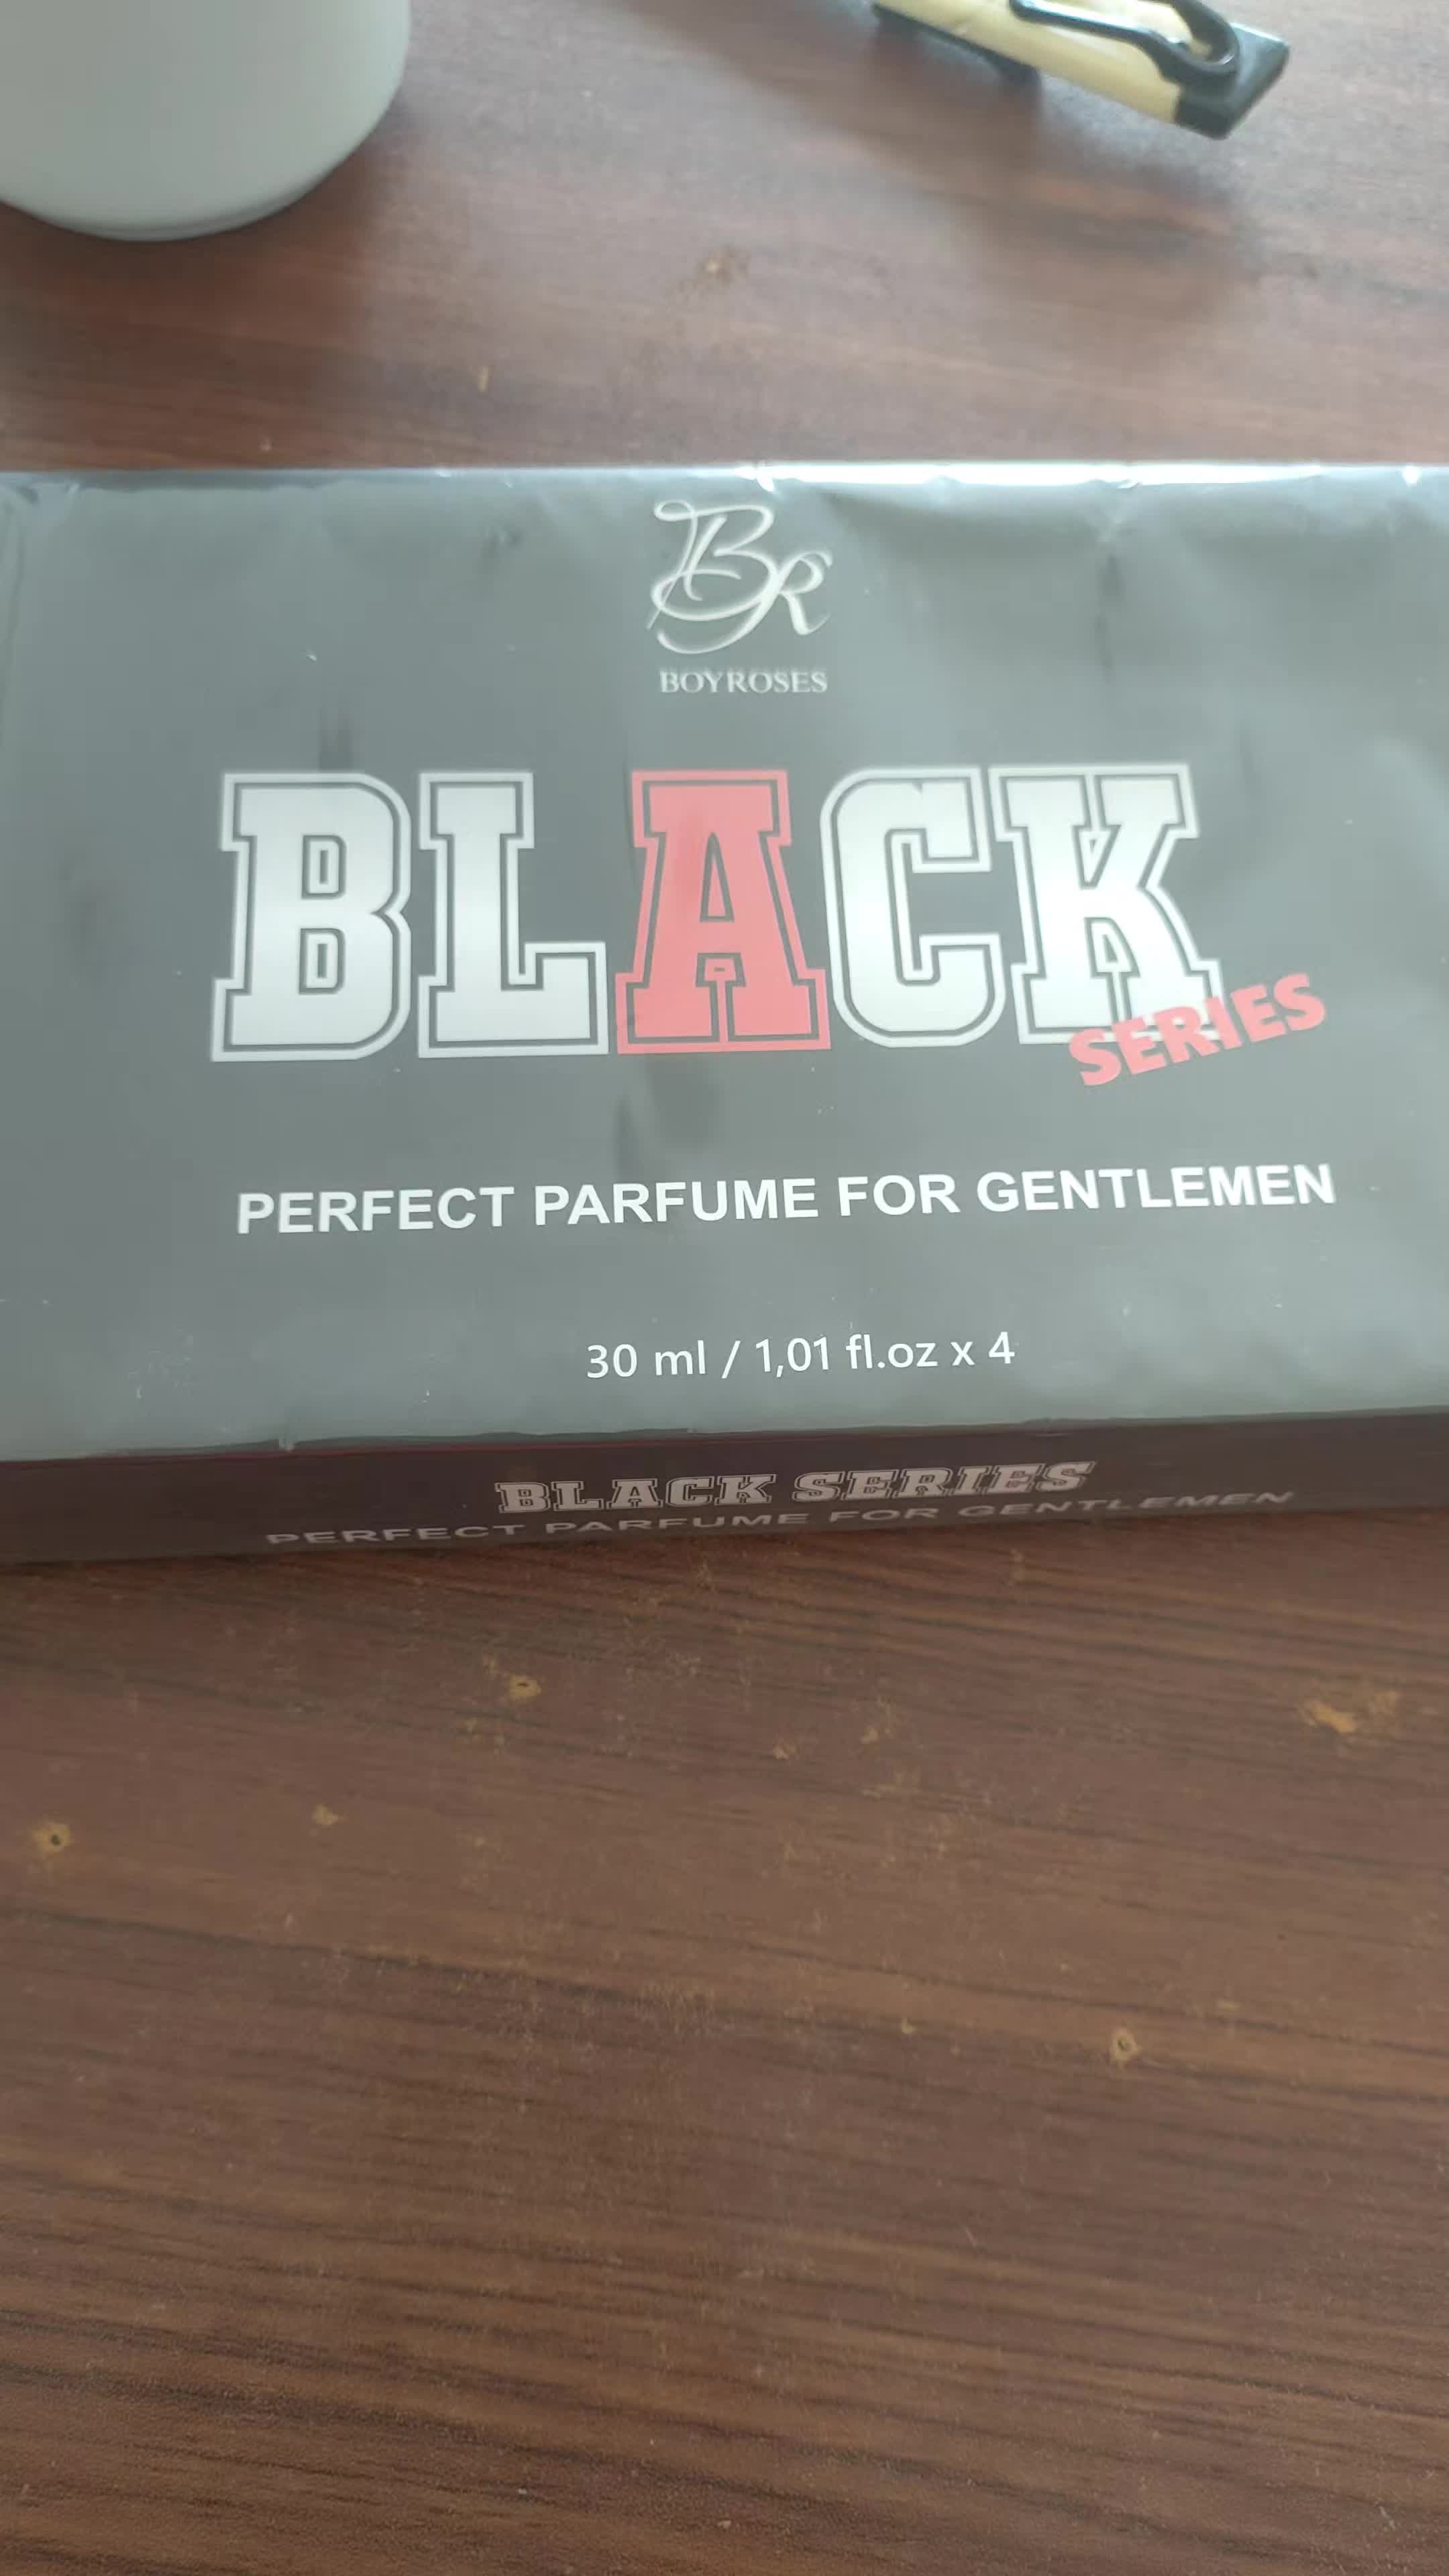 BR
BOYROSES
BLACK
SERIES
PERFECT PARFUME FOR GENTLEMEN
30 ml / 1,01 fl.oz x 4
BLACK SERIES
PERFECT PARFUME FOR GENTLEMEN